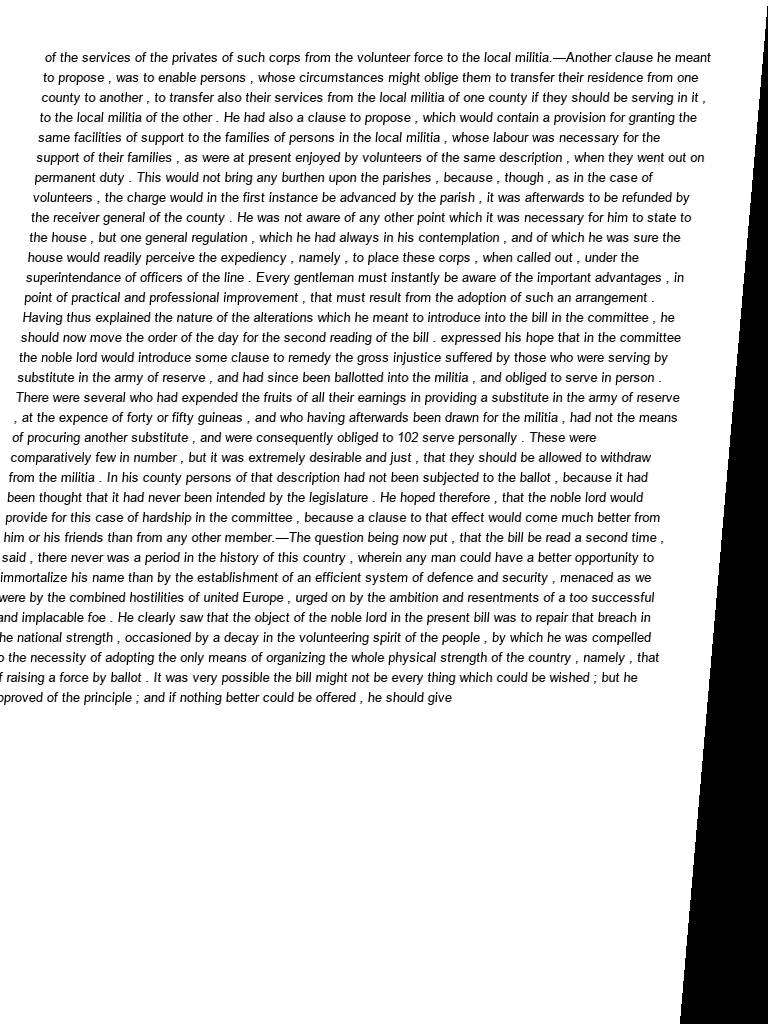 of the services of the privates of such corps from the volunteer force to the local militia.—Another clause he meant
to propose , was to enable persons , whose circumstances might oblige them to transfer their residence from one
county to another , to transfer also their services from the local militia of one county if they should be serving in it ,
to the local militia of the other . He had also a clause to propose , which would contain a provision for granting the
same facilities of support to the families of persons in the local militia , whose labour was necessary for the
support of their families , as were at present enjoyed by volunteers of the same description , when they went out on
permanent duty . This would not bring any burthen upon the parishes , because , though , as in the case of
volunteers , the charge would in the first instance be advanced by the parish , it was afterwards to be refunded by
the receiver general of the county . He was not aware of any other point which it was necessary for him to state to
the house , but one general regulation , which he had always in his contemplation , and of which he was sure the
house would readily perceive the expediency , namely , to place these corps , when called out , under the
superintendance of officers of the line . Every gentleman must instantly be aware of the important advantages , in
point of practical and professional improvement , that must result from the adoption of such an arrangement .
Having thus explained the nature of the alterations which he meant to introduce into the bill in the committee , he
should now move the order of the day for the second reading of the bill . expressed his hope that in the committee
the noble lord would introduce some clause to remedy the gross injustice suffered by those who were serving by
substitute in the army of reserve , and had since been ballotted into the militia , and obliged to serve in person .
There were several who had expended the fruits of all their earnings in providing a substitute in the army of reserve
, at the expence of forty or fifty guineas , and who having afterwards been drawn for the militia , had not the means
of procuring another substitute , and were consequently obliged to 102 serve personally . These were
comparatively few in number , but it was extremely desirable and just , that they should be allowed to withdraw
from the militia . In his county persons of that description had not been subjected to the ballot , because it had
been thought that it had never been intended by the legislature . He hoped therefore , that the noble lord would
provide for this case of hardship in the committee , because a clause to that effect would come much better from
him or his friends than from any other member.—The question being now put , that the bill be read a second time ,
said , there never was a period in the history of this country , wherein any man could have a better opportunity to
immortalize his name than by the establishment of an efficient system of defence and security , menaced as we
were by the combined hostilities of united Europe , urged on by the ambition and resentments of a too successful
and implacable foe . He clearly saw that the object of the noble lord in the present bill was to repair that breach in
he national strength , occasioned by a decay in the volunteering spirit of the people , by which he was compelled
o the necessity of adopting the only means of organizing the whole physical strength of the country , namely , that
f raising a force by ballot . It was very possible the bill might not be every thing which could be wished ; but he
pproved of the principle ; and if nothing better could be offered , he should give